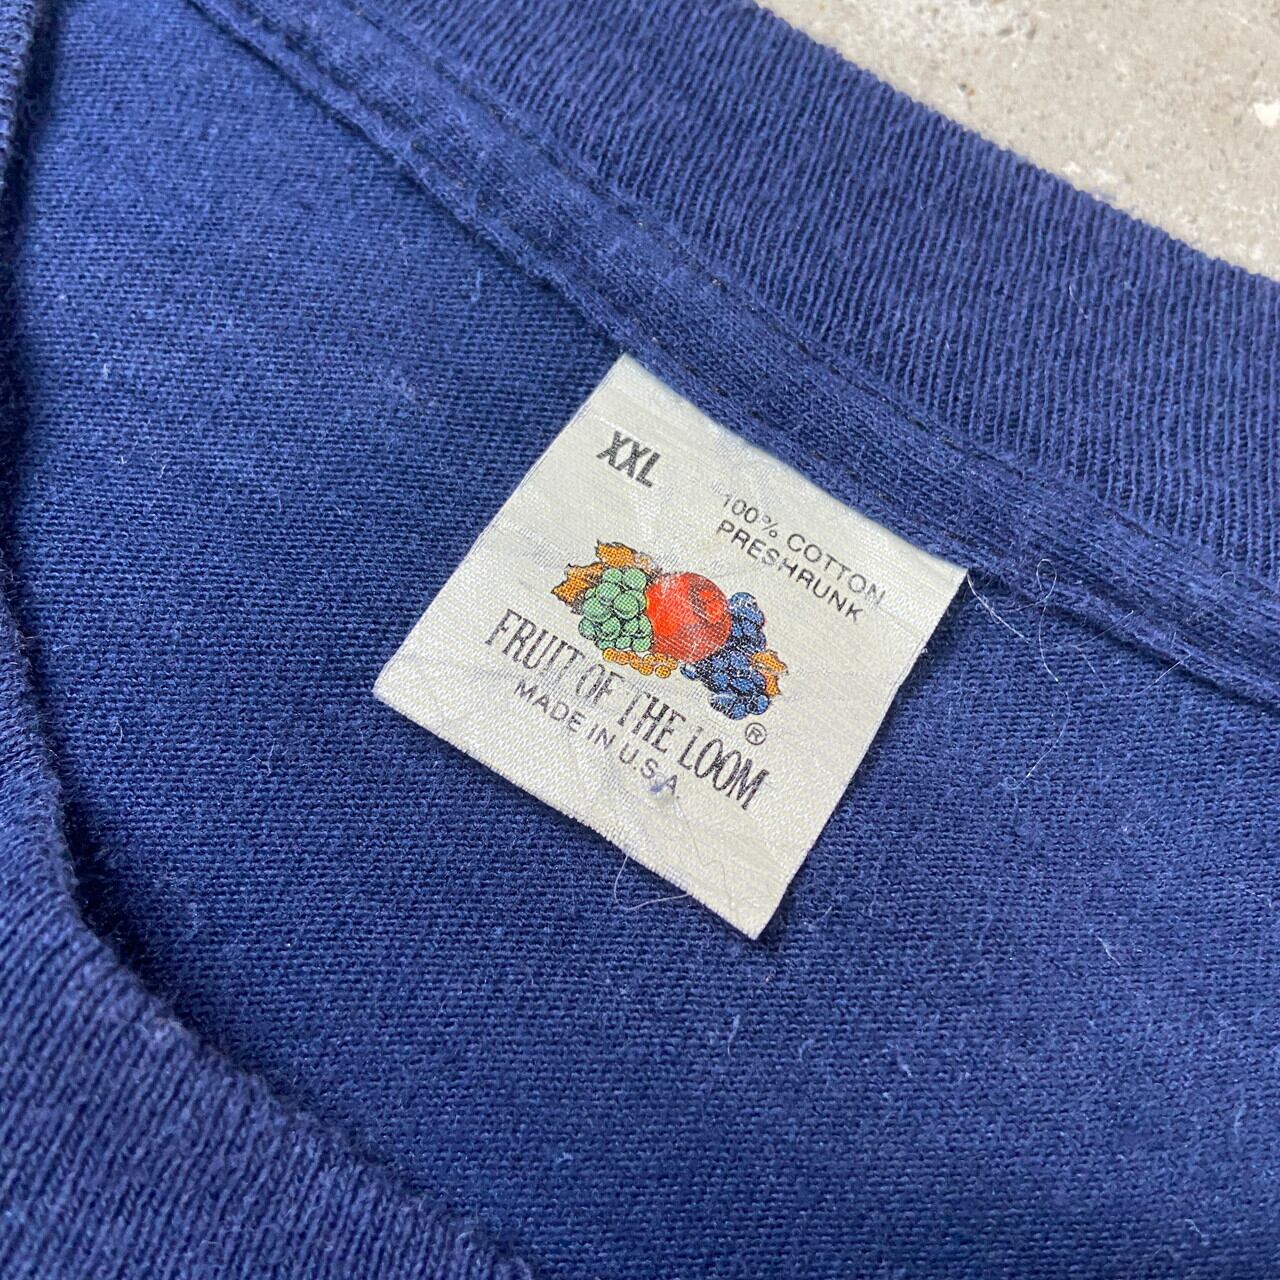 XXL
100% COTTON
PRESHRUNK
FRUIT OF THE LOOM®
MADE IN U.S.A.